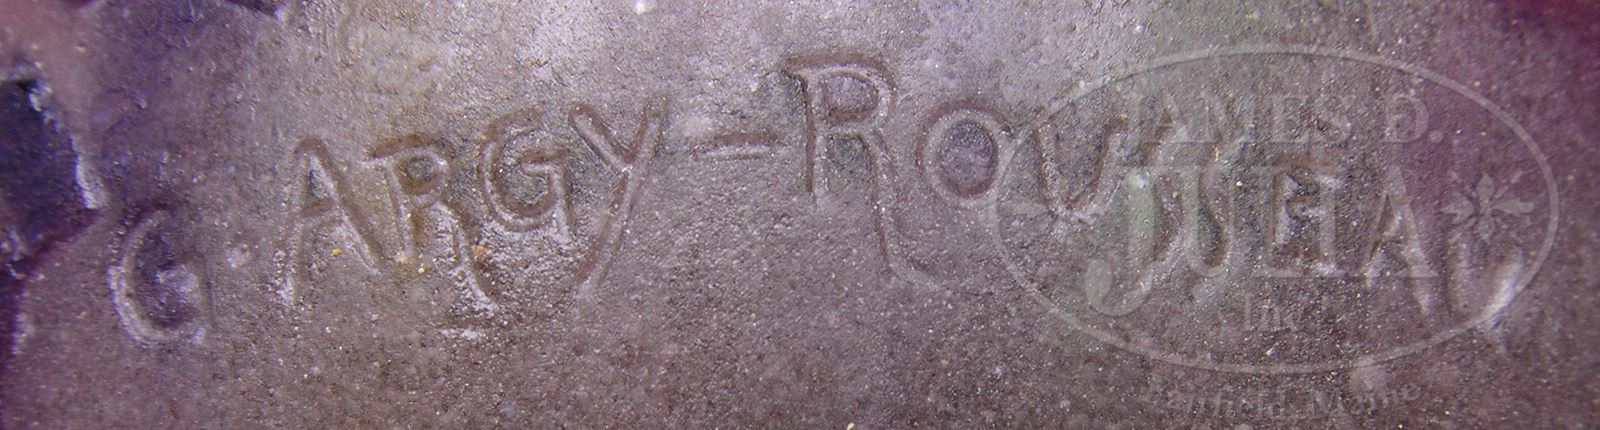 G. ARGY-ROUSSEAU
JAMES D.
JULIA
Inc.
Fairfield, Maine